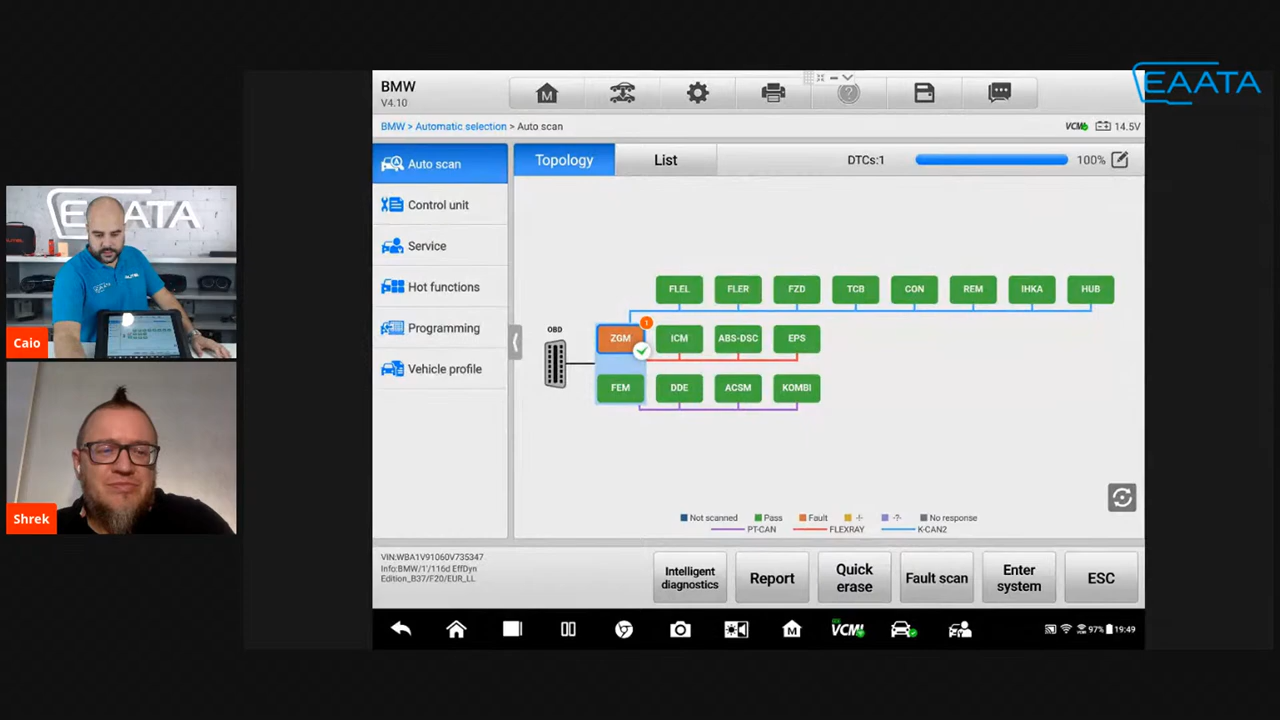 EAATA
BMW
V4.10
M
?
BMW > Automatic selection > Auto scan
VCMI
14.5V
Auto scan
Control unit
Service
Hot functions
Programming
Vehicle profile
Topology
List
DTCs:1
100%
FLEL
FLER
FZD
TCB
CON
REM
IHKA
HUB
OBD
ZGM
1
ICM
ABS-DSC
EPS
FEM
DDE
ACSM
KOMBI
Not scanned
Pass
Fault
-!-
-?-
No response
PT-CAN
FLEXRAY
K-CAN2
VIN:WBA1V91060V735347
Info:BMW/1'/116d EffDyn
Edition_B37/F20/EUR_LL
Intelligent
diagnostics
Report
Quick
erase
Fault scan
Enter
system
ESC
M
VCMI
97%
19:49
EAATA
Caio
Shrek